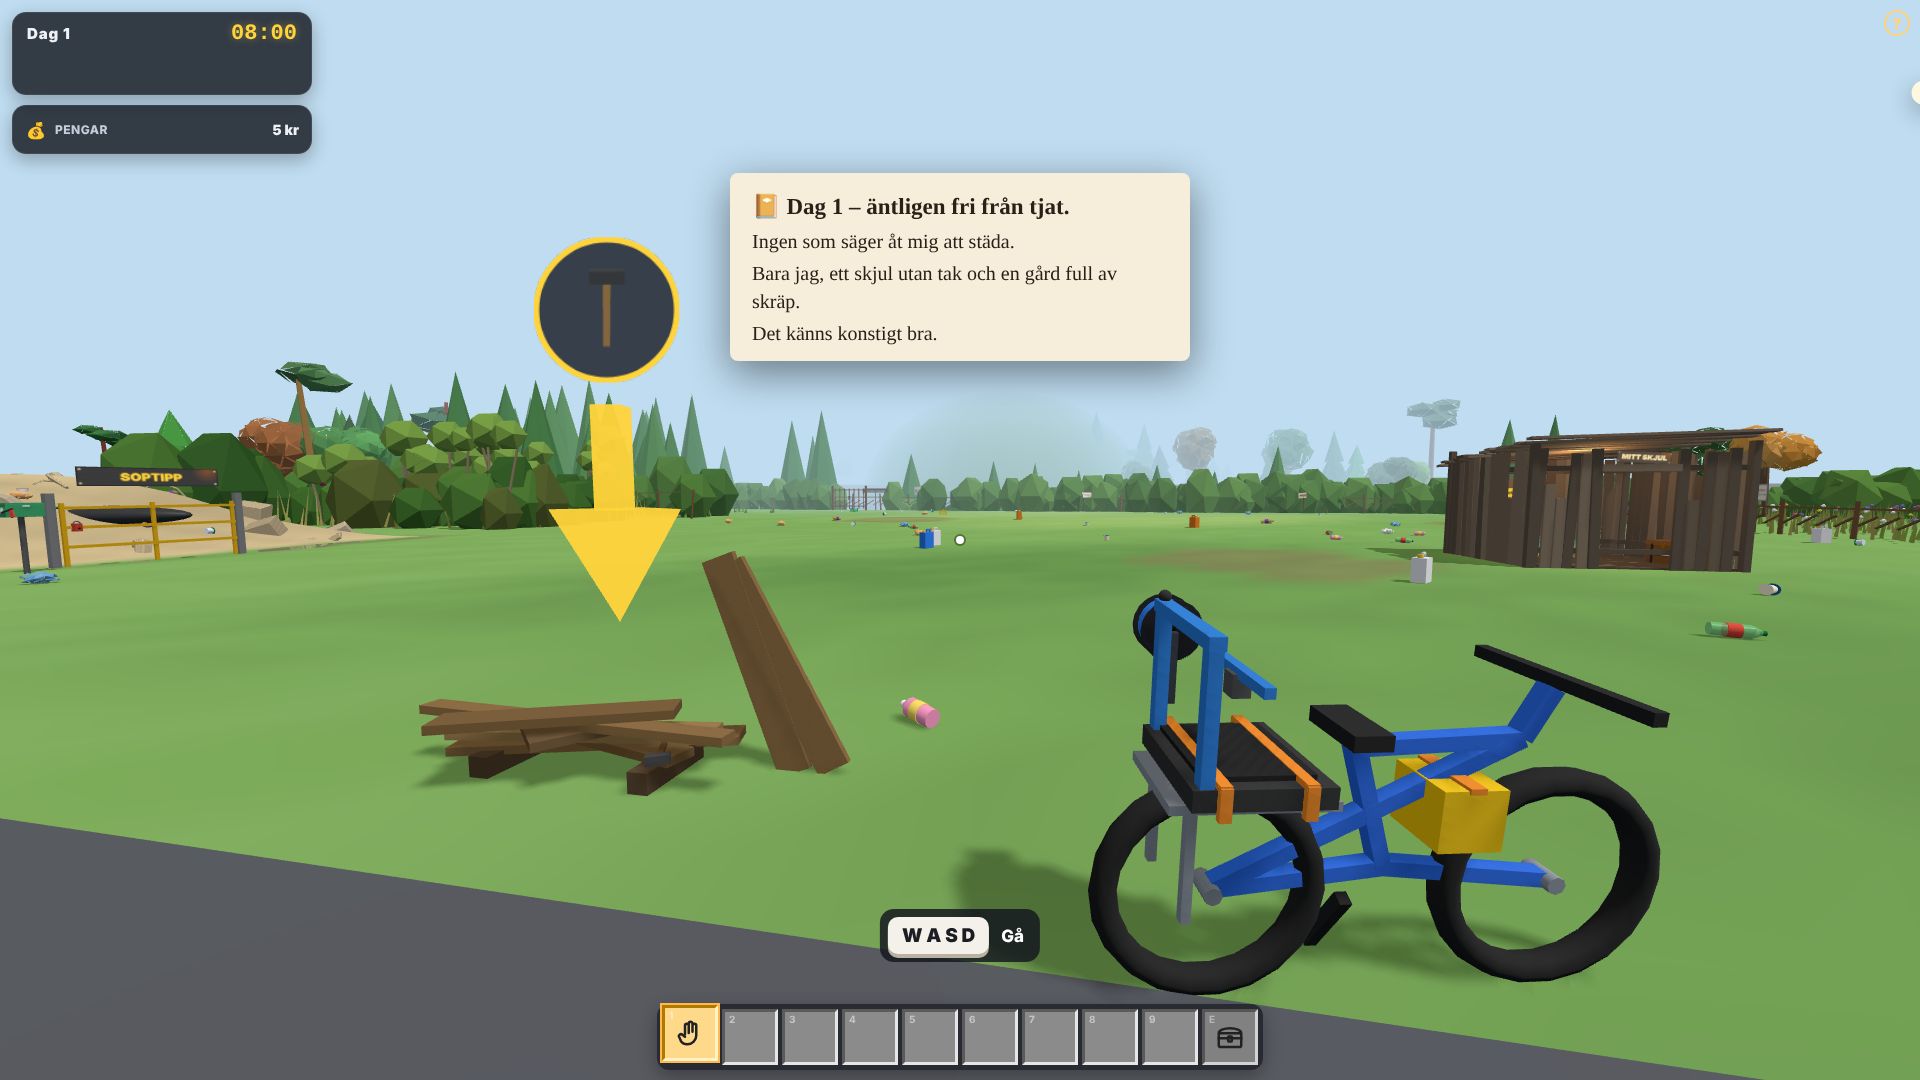 Dag 1
08:00
PENGAR
5 kr
?
Dag 1 – äntligen fri från tjat.
Ingen som säger åt mig att städa.
Bara jag, ett skjul utan tak och en gård full av
skräp.
Det känns konstigt bra.
SOPTIPP
MITT SKJUL
WASD Gå
1 2 3 4 5 6 7 8 9 E